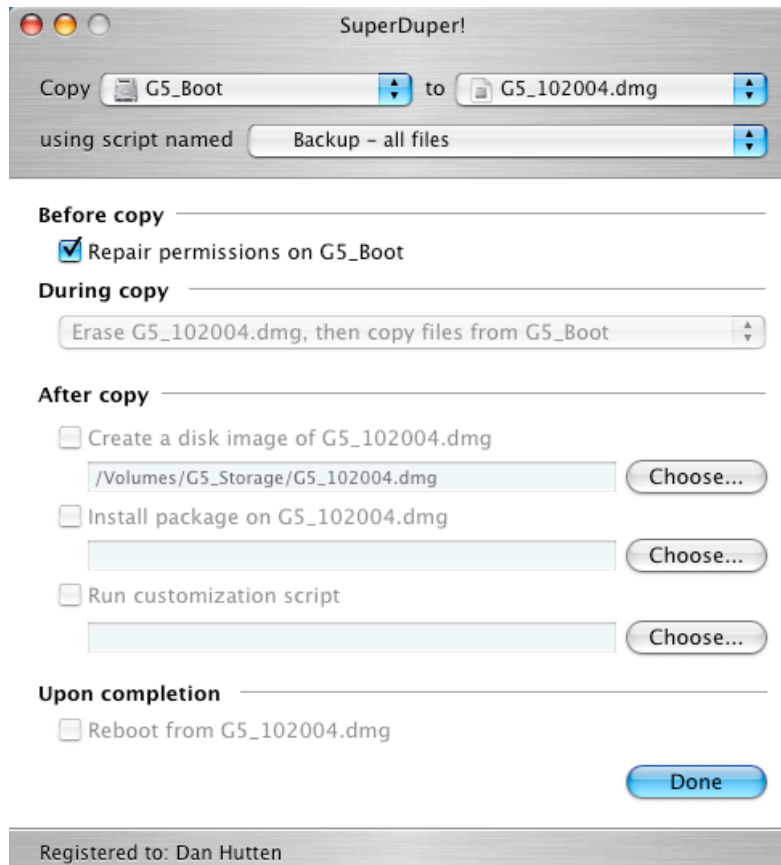 SuperDuper!
Copy G5_Boot to G5_102004.dmg
using script named Backup – all files
Before copy
Repair permissions on G5_Boot
During copy
Erase G5_102004.dmg, then copy files from G5_Boot
After copy
Create a disk image of G5_102004.dmg
/Volumes/G5_Storage/G5_102004.dmg Choose...
Install package on G5_102004.dmg
Choose...
Run customization script
Choose...
Upon completion
Reboot from G5_102004.dmg
Done
Registered to: Dan Hutten